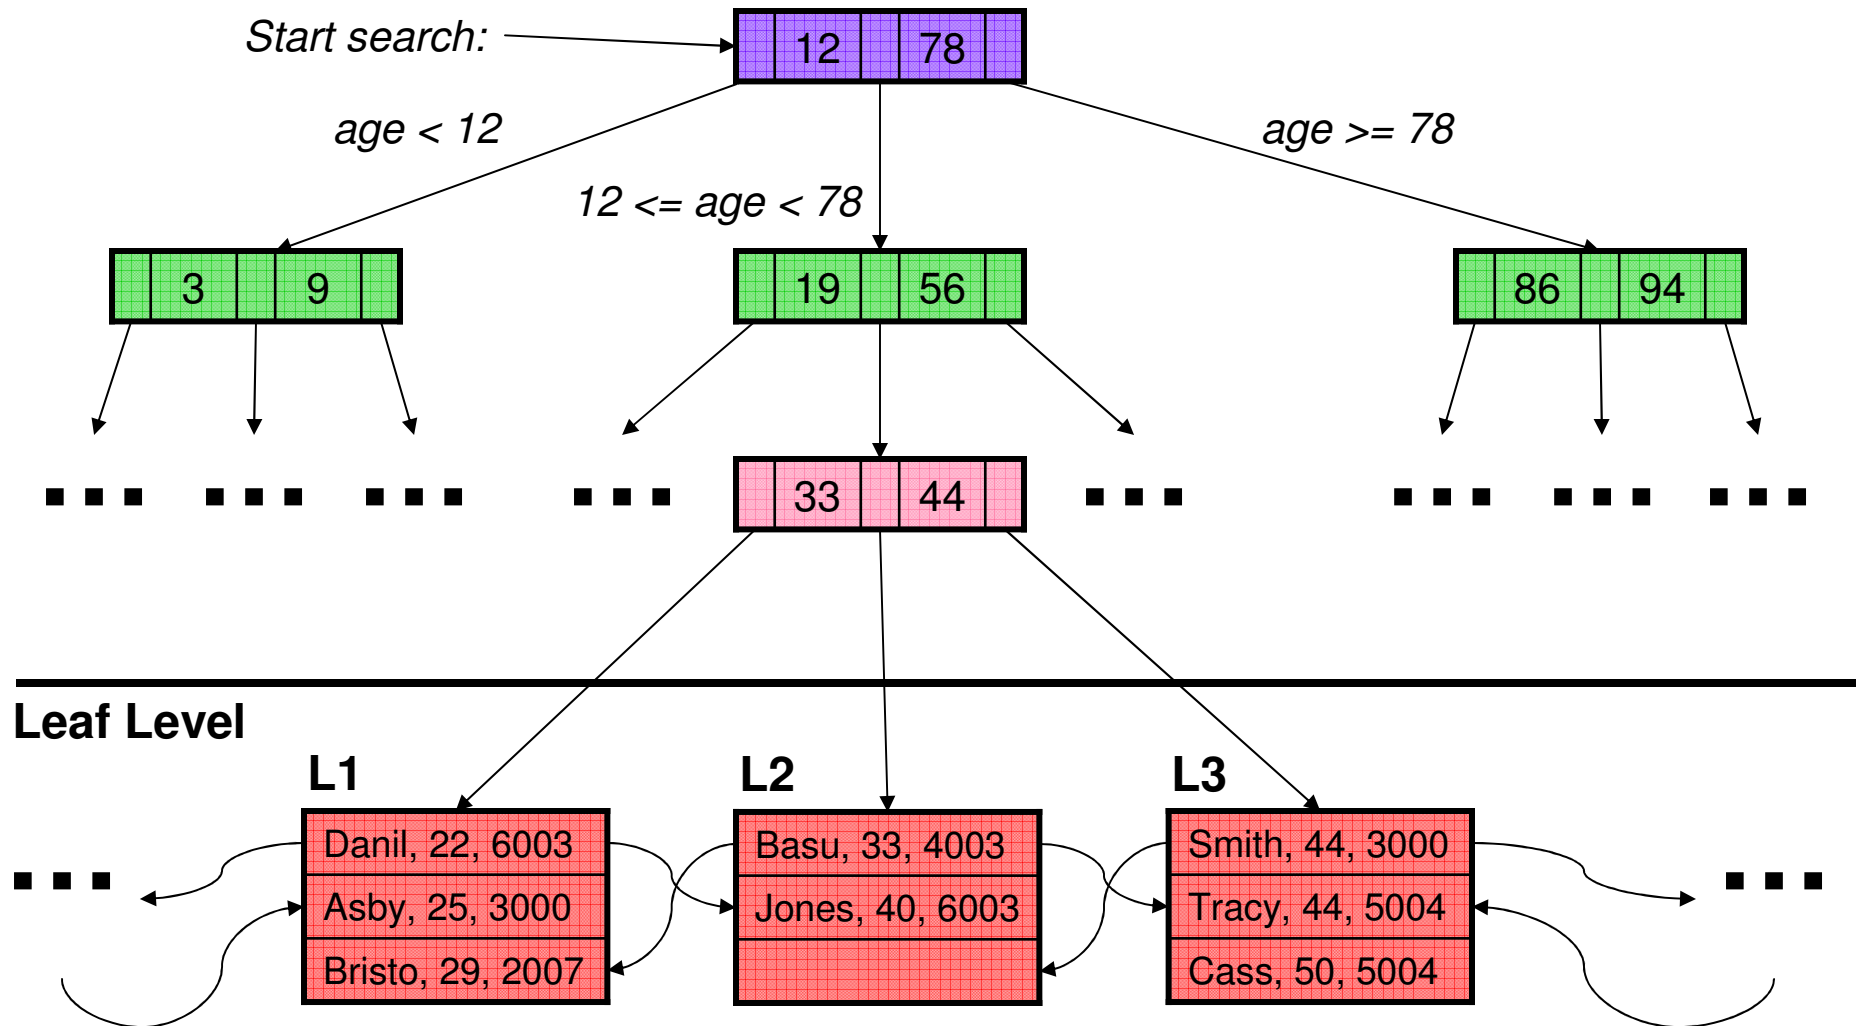 Start search:
12 78
age < 12
age >= 78
12 <= age < 78
3 9
19 56
86 94
33 44
Leaf Level
L1
L2
L3
Danil, 22, 6003
Asby, 25, 3000
Bristo, 29, 2007
Basu, 33, 4003
Jones, 40, 6003
Smith, 44, 3000
Tracy, 44, 5004
Cass, 50, 5004